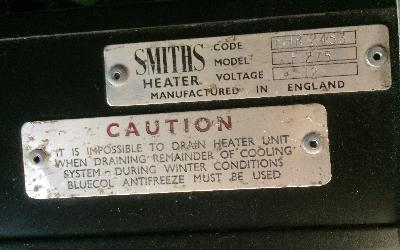 SMITHS
HEATER
CODE
MODEL
VOLTAGE 12
MANUFACTURED IN ENGLAND
CAUTION
IT IS IMPOSSIBLE TO DRAIN HEATER UNIT
WHEN DRAINING REMAINDER OF COOLING
SYSTEM - DURING WINTER CONDITIONS
BLUECOL ANTIFREEZE MUST BE USED